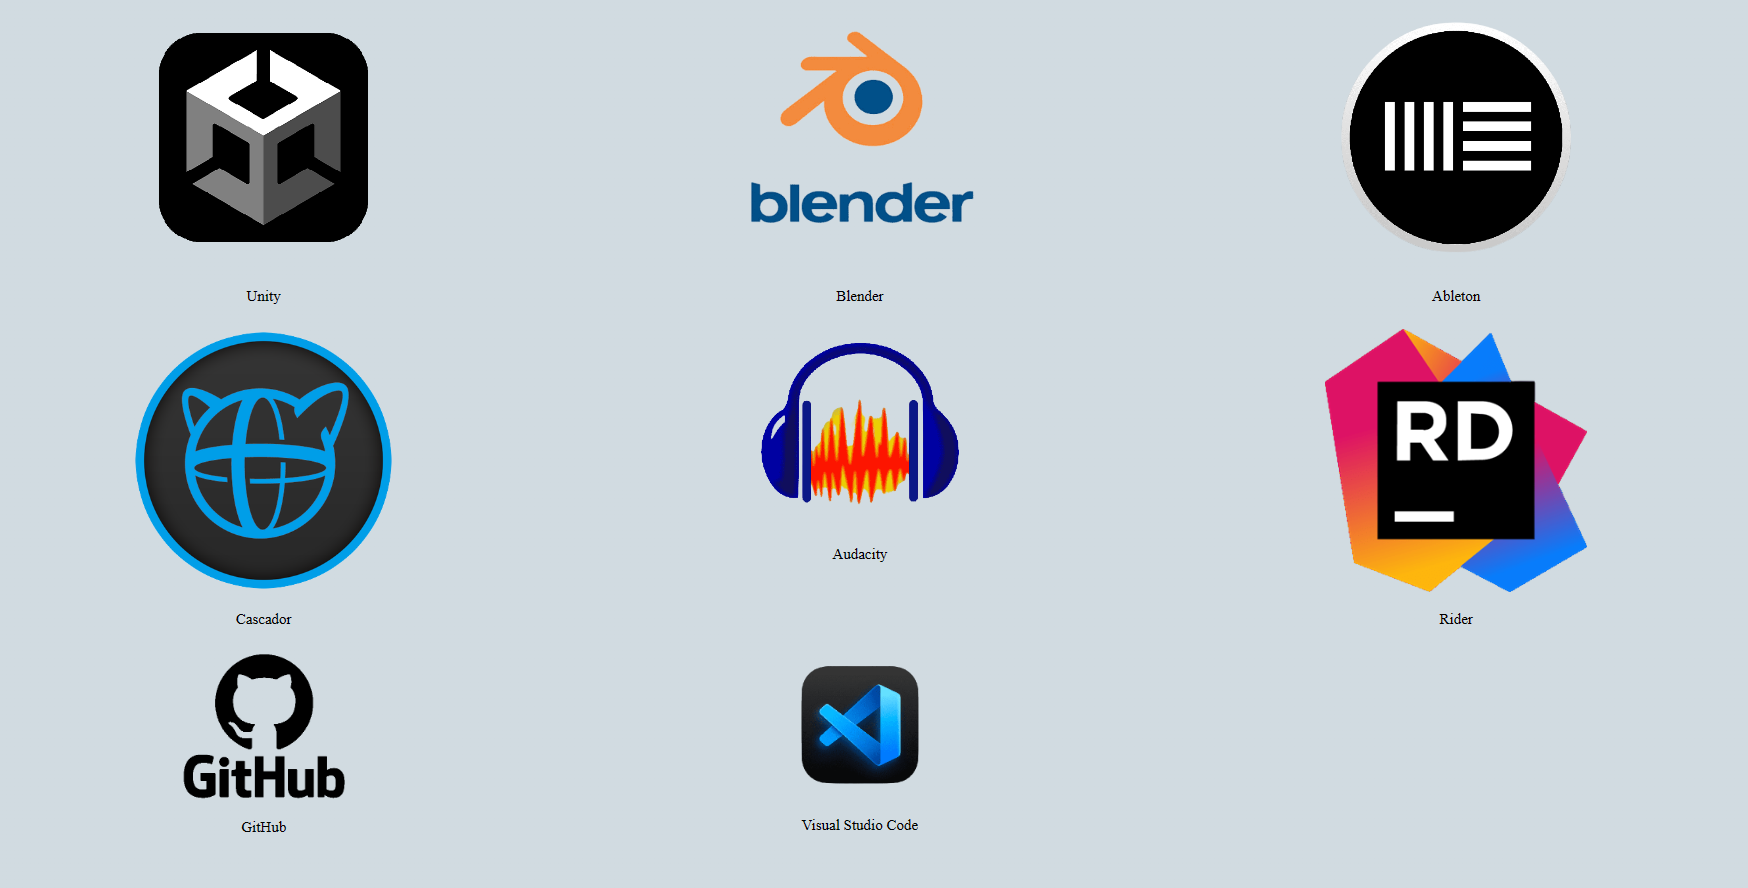 blender
Unity
Blender
Ableton
RD
Audacity
Cascador
Rider
GitHub
GitHub
Visual Studio Code